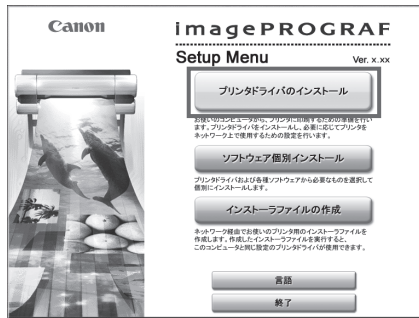 Canon
imagePROGRAF
Setup Menu
Ver. x.xx
プリンタドライバのインストール
お使いのコンピュータから、プリンタに印刷するための準備を行い
ます。プリンタドライバをインストールし、必要に応じてプリンタを
ネットワーク上で使用するための設定を行います。
ソフトウェア個別インストール
プリンタドライバおよび各種ソフトウェアから必要なものを選択して
個別にインストールします。
インストーラファイルの作成
ネットワーク経由でお使いのプリンタ用のインストーラファイルを
作成します。作成したインストーラファイルを実行すると、
このコンピュータと同じ設定のプリンタドライバが使用できます。
言語
終了